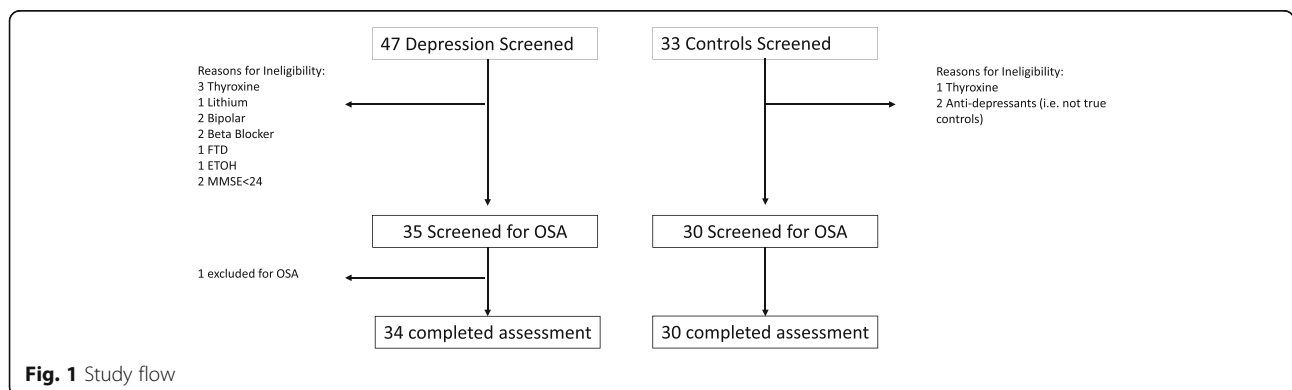 47 Depression Screened
33 Controls Screened
Reasons for Ineligibility:
3 Thyroxine
1 Lithium
2 Bipolar
2 Beta Blocker
1 FTD
1 ETOH
2 MMSE<24
Reasons for Ineligibility:
1 Thyroxine
2 Anti-depressants (i.e. not true
controls)
35 Screened for OSA
30 Screened for OSA
1 excluded for OSA
34 completed assessment
30 completed assessment
Fig. 1 Study flow